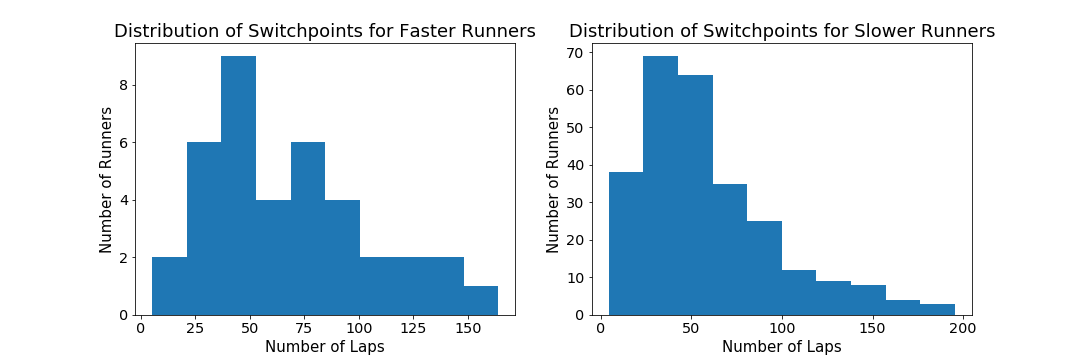 Distribution of Switchpoints for Faster Runners
Number of Runners
8
6
4
2
0
0 25 50 75 100 125 150
Number of Laps
Distribution of Switchpoints for Slower Runners
Number of Runners
70
60
50
40
30
20
10
0
0 50 100 150 200
Number of Laps